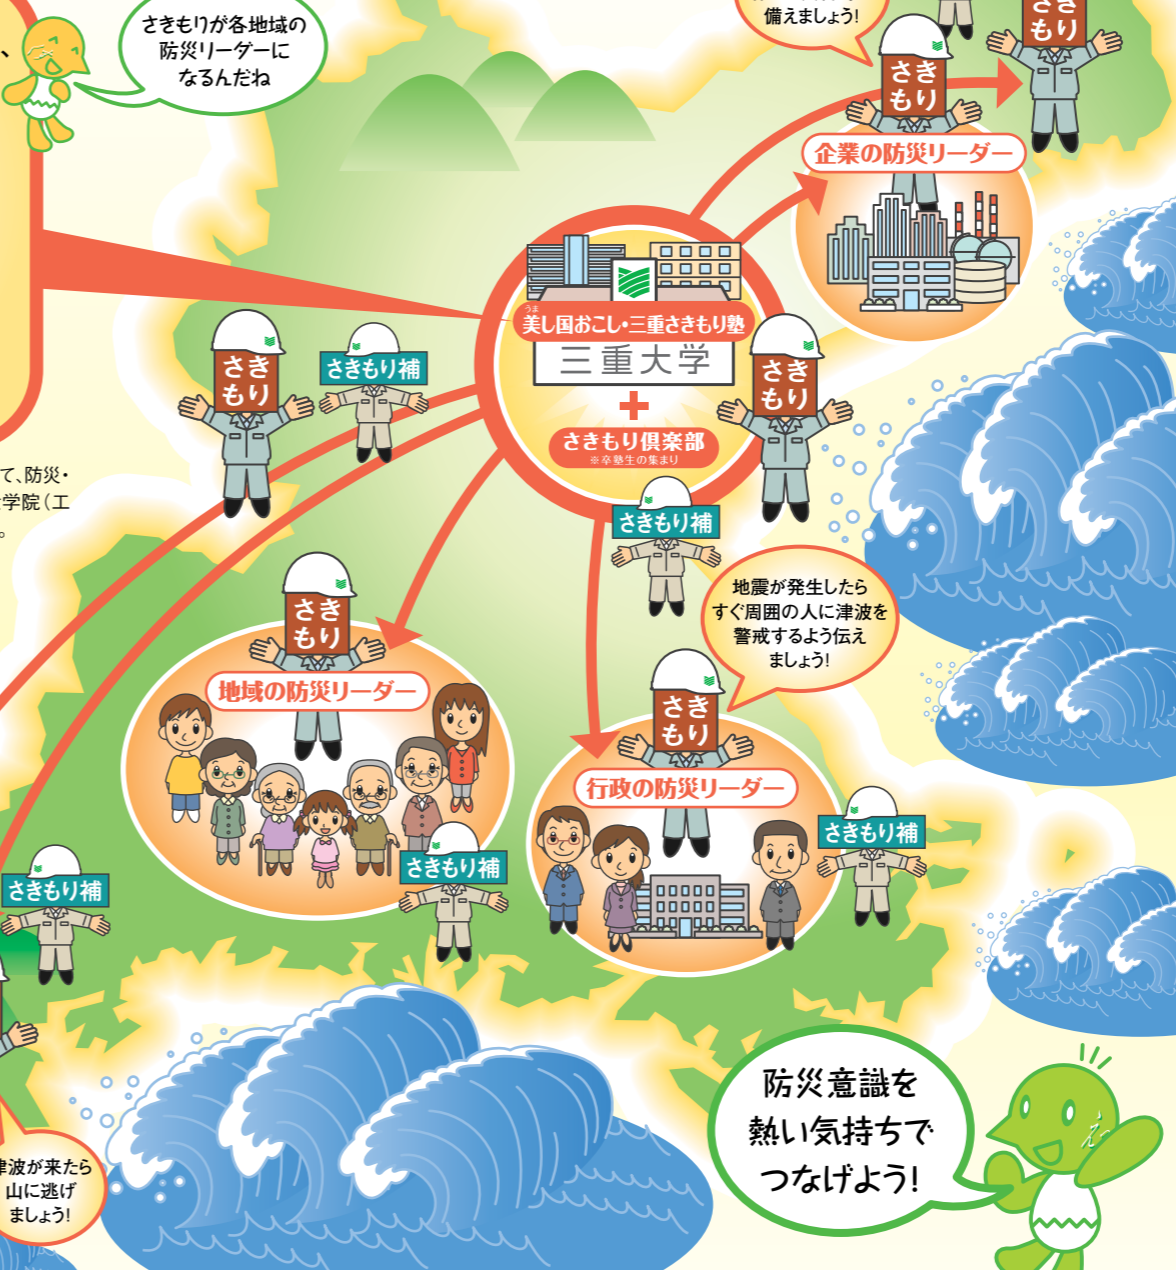 さきもりが各地域の
防災リーダーに
なるんだね
備えましょう!
さき
もり
さき
もり
企業の防災リーダー
うま
美し国おこし・三重さきもり塾
三重大学
+
さきもり倶楽部
※卒塾生の集まり
さき
もり
さきもり補
さき
もり
て、防災・
学院(工
。
さきもり補
地震が発生したら
すぐ周囲の人に津波を
警戒するよう伝え
ましょう!
さき
もり
地域の防災リーダー
さき
もり
行政の防災リーダー
さきもり補
さきもり補
さきもり補
津波が来たら
山に逃げ
ましょう!
防災意識を
熱い気持ちで
つなげよう!